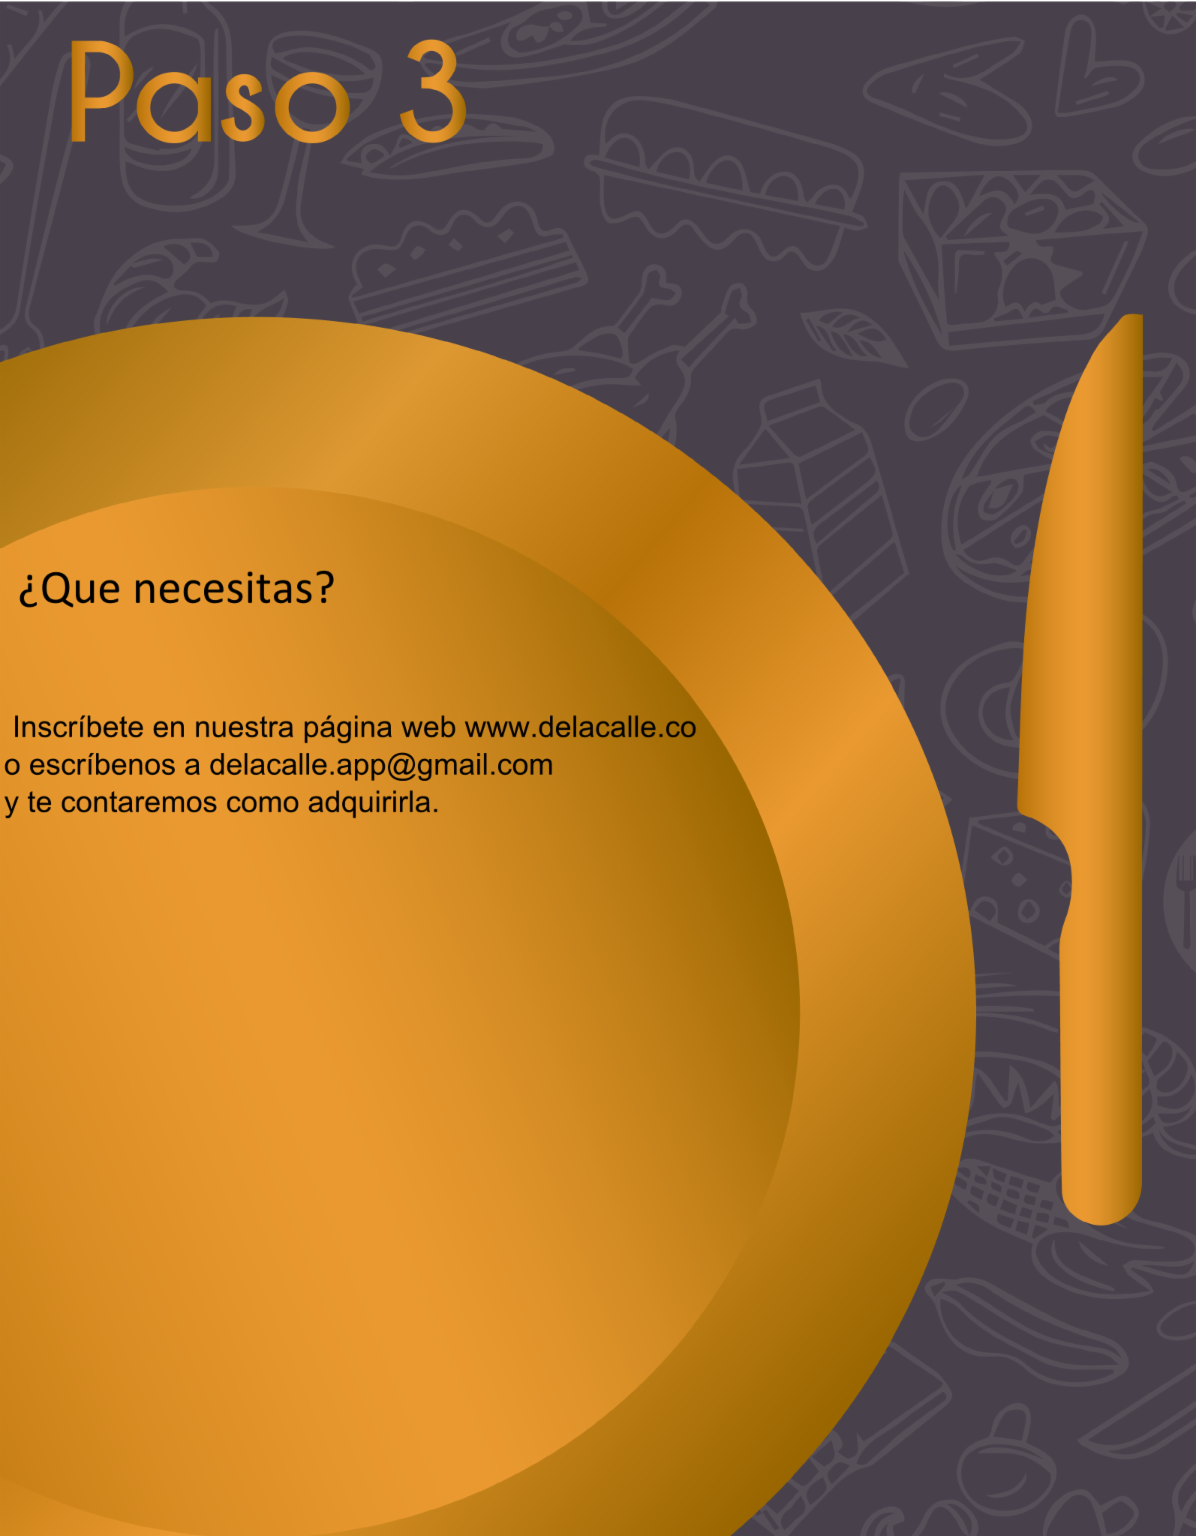 Paso 3
¿Que necesitas?
Inscríbete en nuestra página web www.delacalle.co
o escríbenos a delacalle.app@gmail.com
y te contaremos como adquirirla.